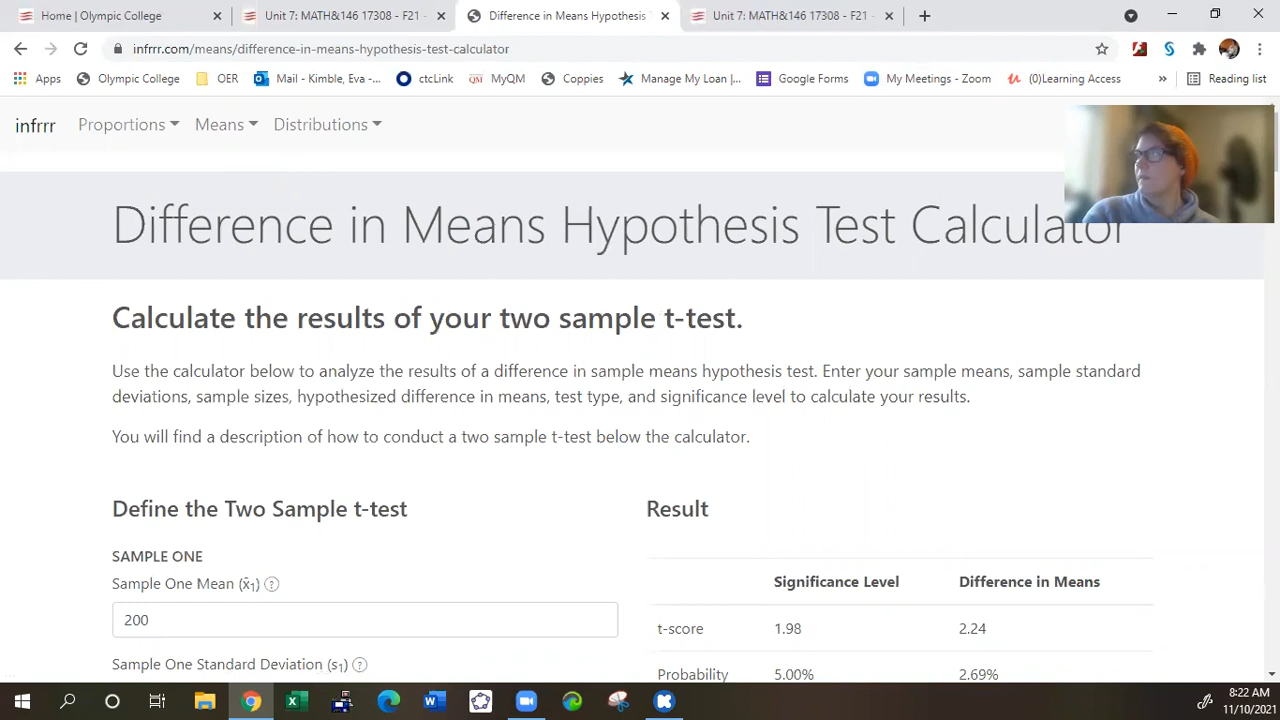 Home | Olympic College
Unit 7: MATH&146 17308 - F21 -
Difference in Means Hypothesis T
Unit 7: MATH&146 17308 - F21 -
infrrr.com/means/difference-in-means-hypothesis-test-calculator
Apps
Olympic College
OER
Mail - Kimble, Eva -...
ctcLink
MyQM
Coppies
Manage My Loan |...
Google Forms
My Meetings - Zoom
(0)Learning Access
»
Reading list
infrrr
Proportions
Means
Distributions
Difference in Means Hypothesis Test Calculator
Calculate the results of your two sample t-test.
Use the calculator below to analyze the results of a difference in sample means hypothesis test. Enter your sample means, sample standard
deviations, sample sizes, hypothesized difference in means, test type, and significance level to calculate your results.
You will find a description of how to conduct a two sample t-test below the calculator.
Define the Two Sample t-test
SAMPLE ONE
Sample One Mean (x̄₁) ?
200
Sample One Standard Deviation (s₁) ?
Result
Significance Level Difference in Means
t-score 1.98 2.24
Probability 5.00% 2.69%
8:22 AM
11/10/2021